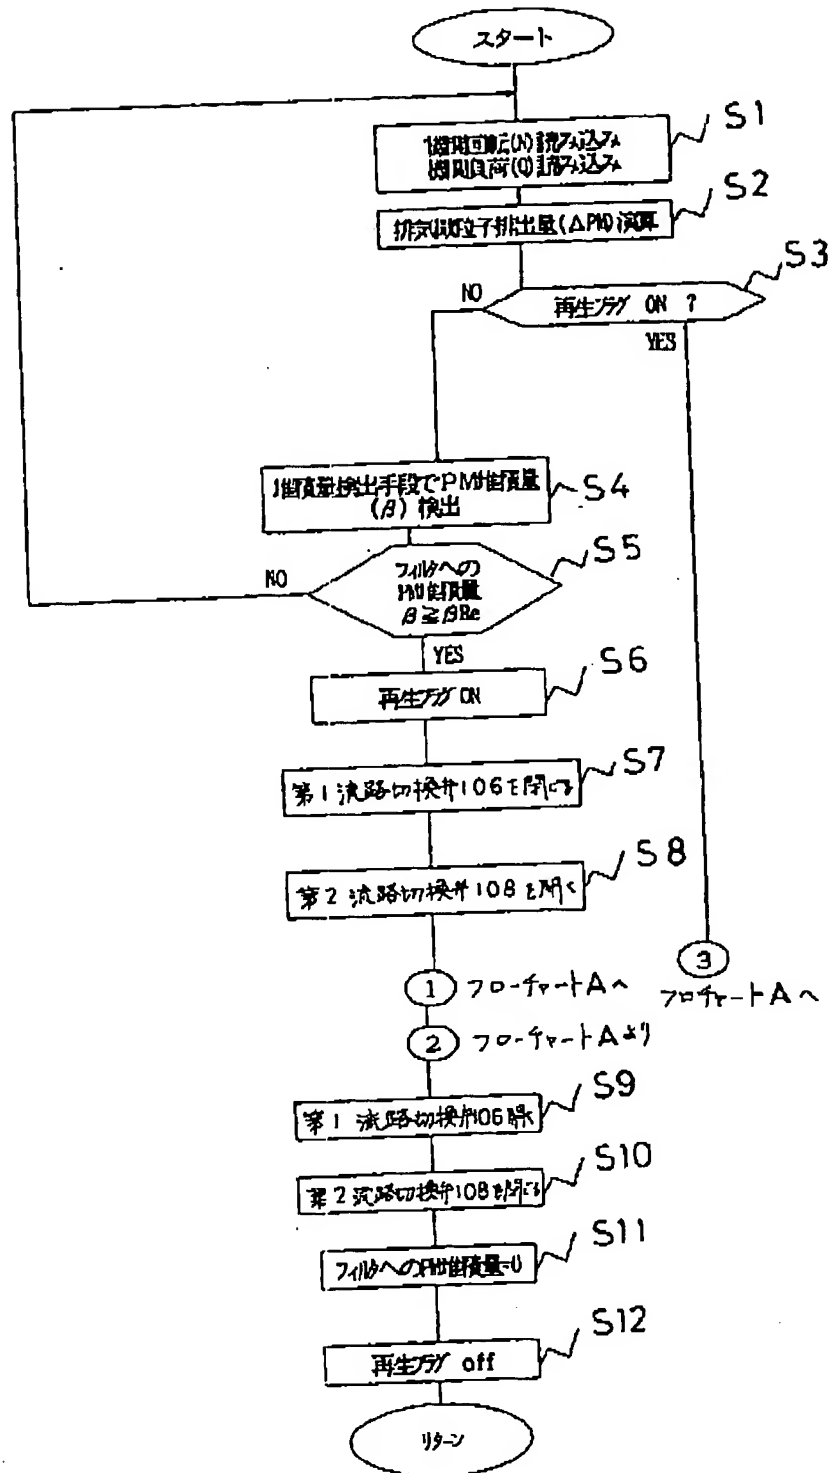 スタート
機関回転(N)読み込み
機関負荷(Q)読み込み
S1
排気微粒子排出量(ΔPM)演算
S2
再生フラグ ON ?
S3
NO
YES
堆積量検出手段でPM堆積量
(β) 検出
S4
フィルタへの
PM堆積量
β≧βRe
S5
NO
YES
再生フラグ ON
S6
第1流路切換弁106を閉じる
S7
第2流路切換弁108を開く
S8
1 フローチャートAへ
3
フローチャートAへ
2 フローチャートAより
第1流路切換弁106開く
S9
第2流路切換弁108を閉じる
S10
フィルタへのPM堆積量=0
S11
再生フラグ off
S12
リターン